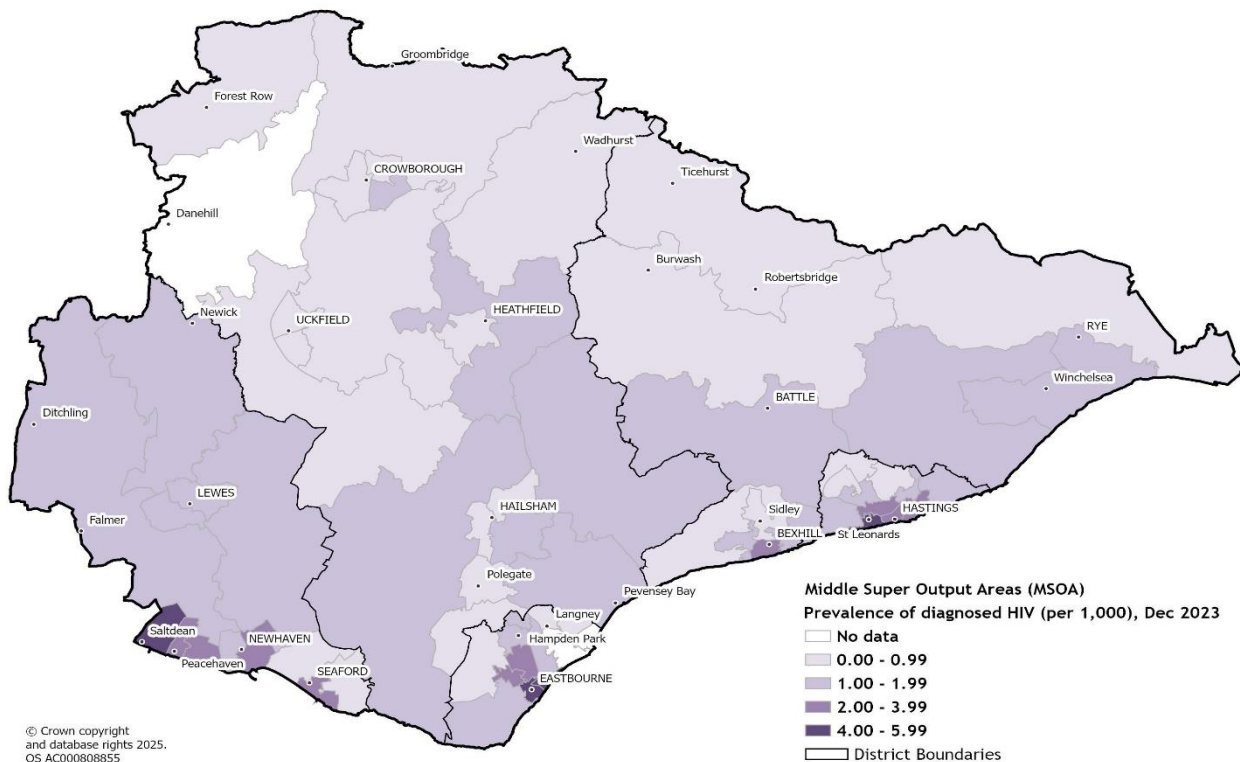 Groombridge
Forest Row
Wadhurst
CROWBOROUGH
Ticehurst
Danehill
Burwash
Robertsbridge
Newick
UCKFIELD
HEATHFIELD
RYE
Winchelsea
Ditchling
BATTLE
LEWES
HAILSHAM
Sidley
HASTINGS
Falmer
BEXHILL
St Leonards
Polegate
Pevensey Bay
Langney
Saltdean
NEWHAVEN
Hampden Park
Peacehaven
SEAFORD
EASTBOURNE
Middle Super Output Areas (MSOA)
Prevalence of diagnosed HIV (per 1,000), Dec 2023
No data
0.00 - 0.99
1.00 - 1.99
2.00 - 3.99
4.00 - 5.99
District Boundaries
© Crown copyright
and database rights 2025.
OS AC000808855